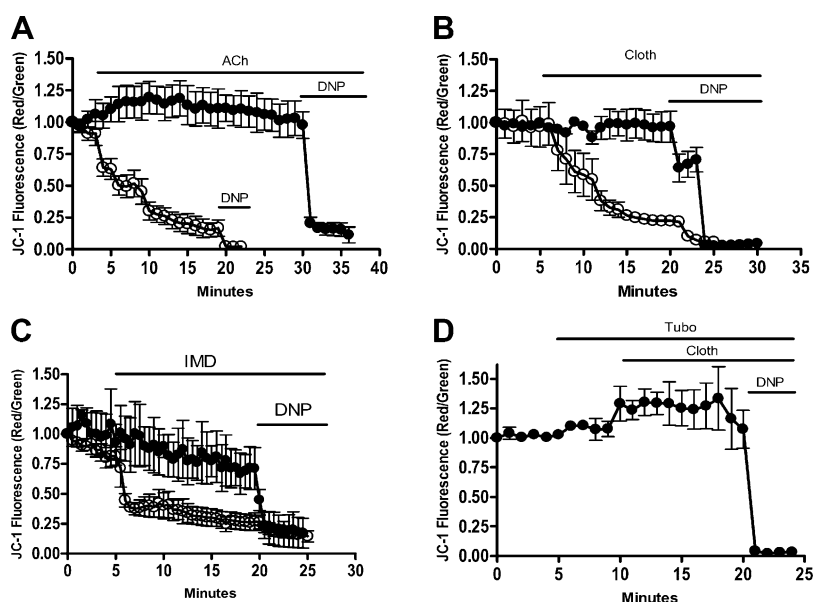 A
ACh
DNP
DNP
JC-1 Fluorescence (Red/Green)
1.50
1.25
1.00
0.75
0.50
0.25
0.00
0 5 10 15 20 25 30 35 40
Minutes
B
Cloth
DNP
JC-1 Fluorescence (Red/Green)
1.50
1.25
1.00
0.75
0.50
0.25
0.00
0 5 10 15 20 25 30 35
Minutes
C
IMD
DNP
JC-1 Fluorescence (Red/Green)
1.50
1.25
1.00
0.75
0.50
0.25
0.00
0 5 10 15 20 25 30
Minutes
D
Tubo
Cloth
DNP
JC-1 Fluorescence (Red/Green)
1.50
1.25
1.00
0.75
0.50
0.25
0.00
0 5 10 15 20 25
Minutes